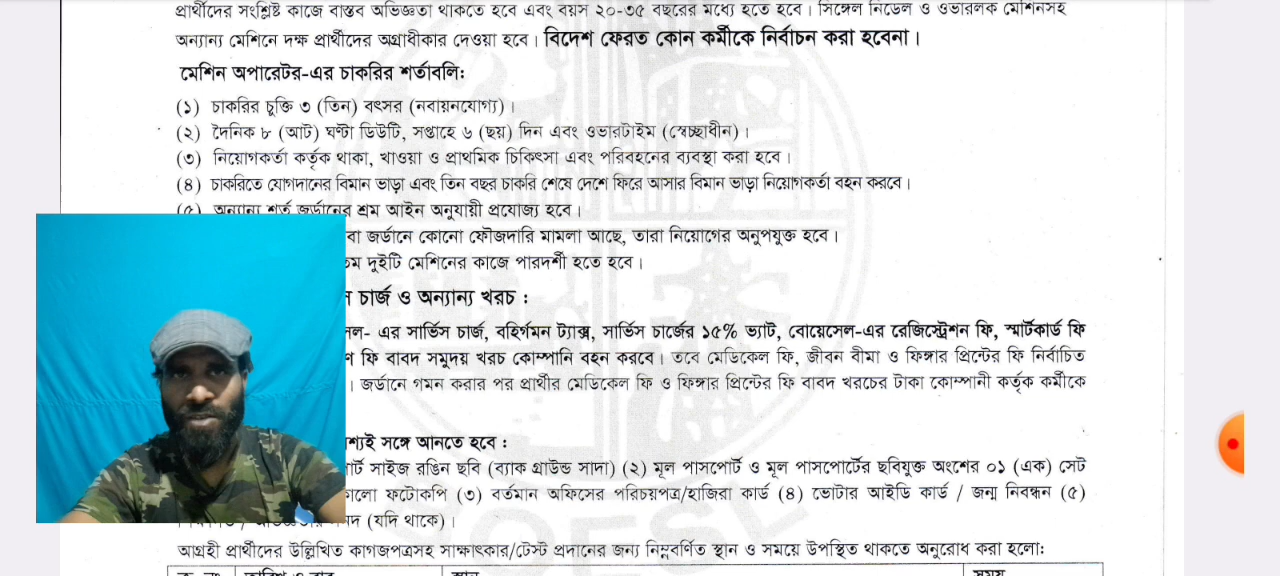 প্রার্থীদের সংশ্লিষ্ট কাজে বাস্তব অভিজ্ঞতা থাকতে হবে এবং বয়স ২০-৩৫ বছরের মধ্যে হতে হবে। সিঙ্গেল নিডেল ও ওভারলক মেশিনসহ
অন্যান্য মেশিনে দক্ষ প্রার্থীদের অগ্রাধীকার দেওয়া হবে। বিদেশ ফেরত কোন কর্মীকে নির্বাচন করা হবেনা।
মেশিন অপারেটর-এর চাকরির শর্তাবলি:
(১) চাকরির চুক্তি ৩ (তিন) বৎসর (নবায়নযোগ্য)।
(২) দৈনিক ৮ (আট) ঘন্টা ডিউটি, সপ্তাহে ৬ (ছয়) দিন এবং ওভারটাইম (স্বেচ্ছাধীন)।
(৩) নিয়োগকর্তা কর্তৃক থাকা, খাওয়া ও প্রাথমিক চিকিৎসা এবং পরিবহনের ব্যবস্থা করা হবে।
(৪) চাকরিতে যোগদানের বিমান ভাড়া এবং তিন বছর চাকরি শেষে দেশে ফিরে আসার বিমান ভাড়া নিয়োগকর্তা বহন করবে।
(৫) অন্যান্য শর্ত জর্ডানের শ্রম আইন অনুযায়ী প্রযোজ্য হবে।
বা জর্ডানে কোনো ফৌজদারি মামলা আছে, তারা নিয়োগের অনুপযুক্ত হবে।
দুইটি মেশিনের কাজে পারদর্শী হতে হবে।
চার্জ ও অন্যান্য খরচ :
এর সার্ভিস চার্জ, বহির্গমন ট্যাক্স, সার্ভিস চার্জের ১৫% ভ্যাট, বোয়েসেল-এর রেজিস্ট্রেশন ফি, স্মার্টকার্ড ফি
ফি বাবদ সমুদয় খরচ কোম্পানি বহন করবে। তবে মেডিকেল ফি, জীবন বীমা ও ফিঙ্গার প্রিন্টের ফি নির্বাচিত
। জর্ডানে গমন করার পর প্রার্থীর মেডিকেল ফি ও ফিঙ্গার প্রিন্টের ফি বাবদ খরচের টাকা কোম্পানী কর্তৃক কর্মীকে
সঙ্গে আনতে হবে :
সাইজ রঙিন ছবি (ব্যাক গ্রাউন্ড সাদা) (২) মূল পাসপোর্ট ও মূল পাসপোর্টের ছবিযুক্ত অংশের ০১ (এক) সেট
ফটোকপি (৩) বর্তমান অফিসের পরিচয়পত্র/হাজিরা কার্ড (৪) ভোটার আইডি কার্ড / জন্ম নিবন্ধন (৫)
(যদি থাকে)।
আগ্রহী প্রার্থীদের উল্লিখিত কাগজপত্রসহ সাক্ষাৎকার/টেস্ট প্রদানের জন্য নিম্নবর্ণিত স্থান ও সময়ে উপস্থিত থাকতে অনুরোধ করা হলো: